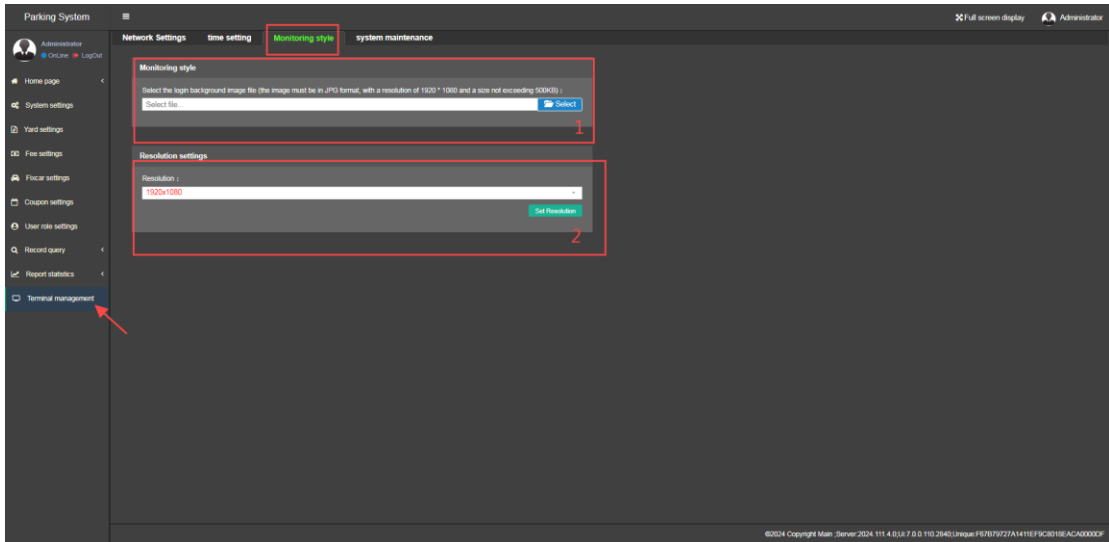 Parking System
Full screen display
Administrator
Administrator
OnLine
LogOut
Home page
System settings
Yard settings
Fee settings
Fixcar settings
Coupon settings
User role settings
Record query
Report statistics
Terminal management
Network Settings
time setting
Monitoring style
system maintenance
Monitoring style
Select the login background image file (the image must be in JPG format, with a resolution of 1920 * 1080 and a size not exceeding 500KB) :
Select file...
Select
1
Resolution settings
Resolution :
1920x1080
Set Resolution
2
©2024 Copyright Main ;Server:2024.111.4.0;UI:7.0.0.110.2840;Unique: